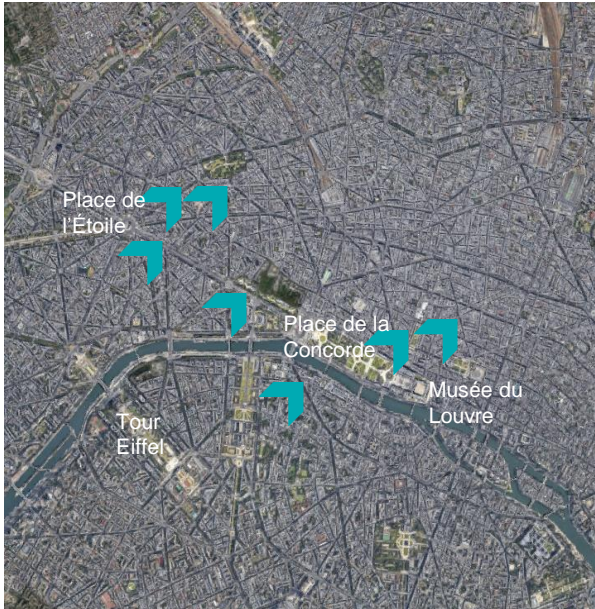 Place de
l'Étoile
Place de la
Concorde
Musée du
Louvre
Tour
Eiffel